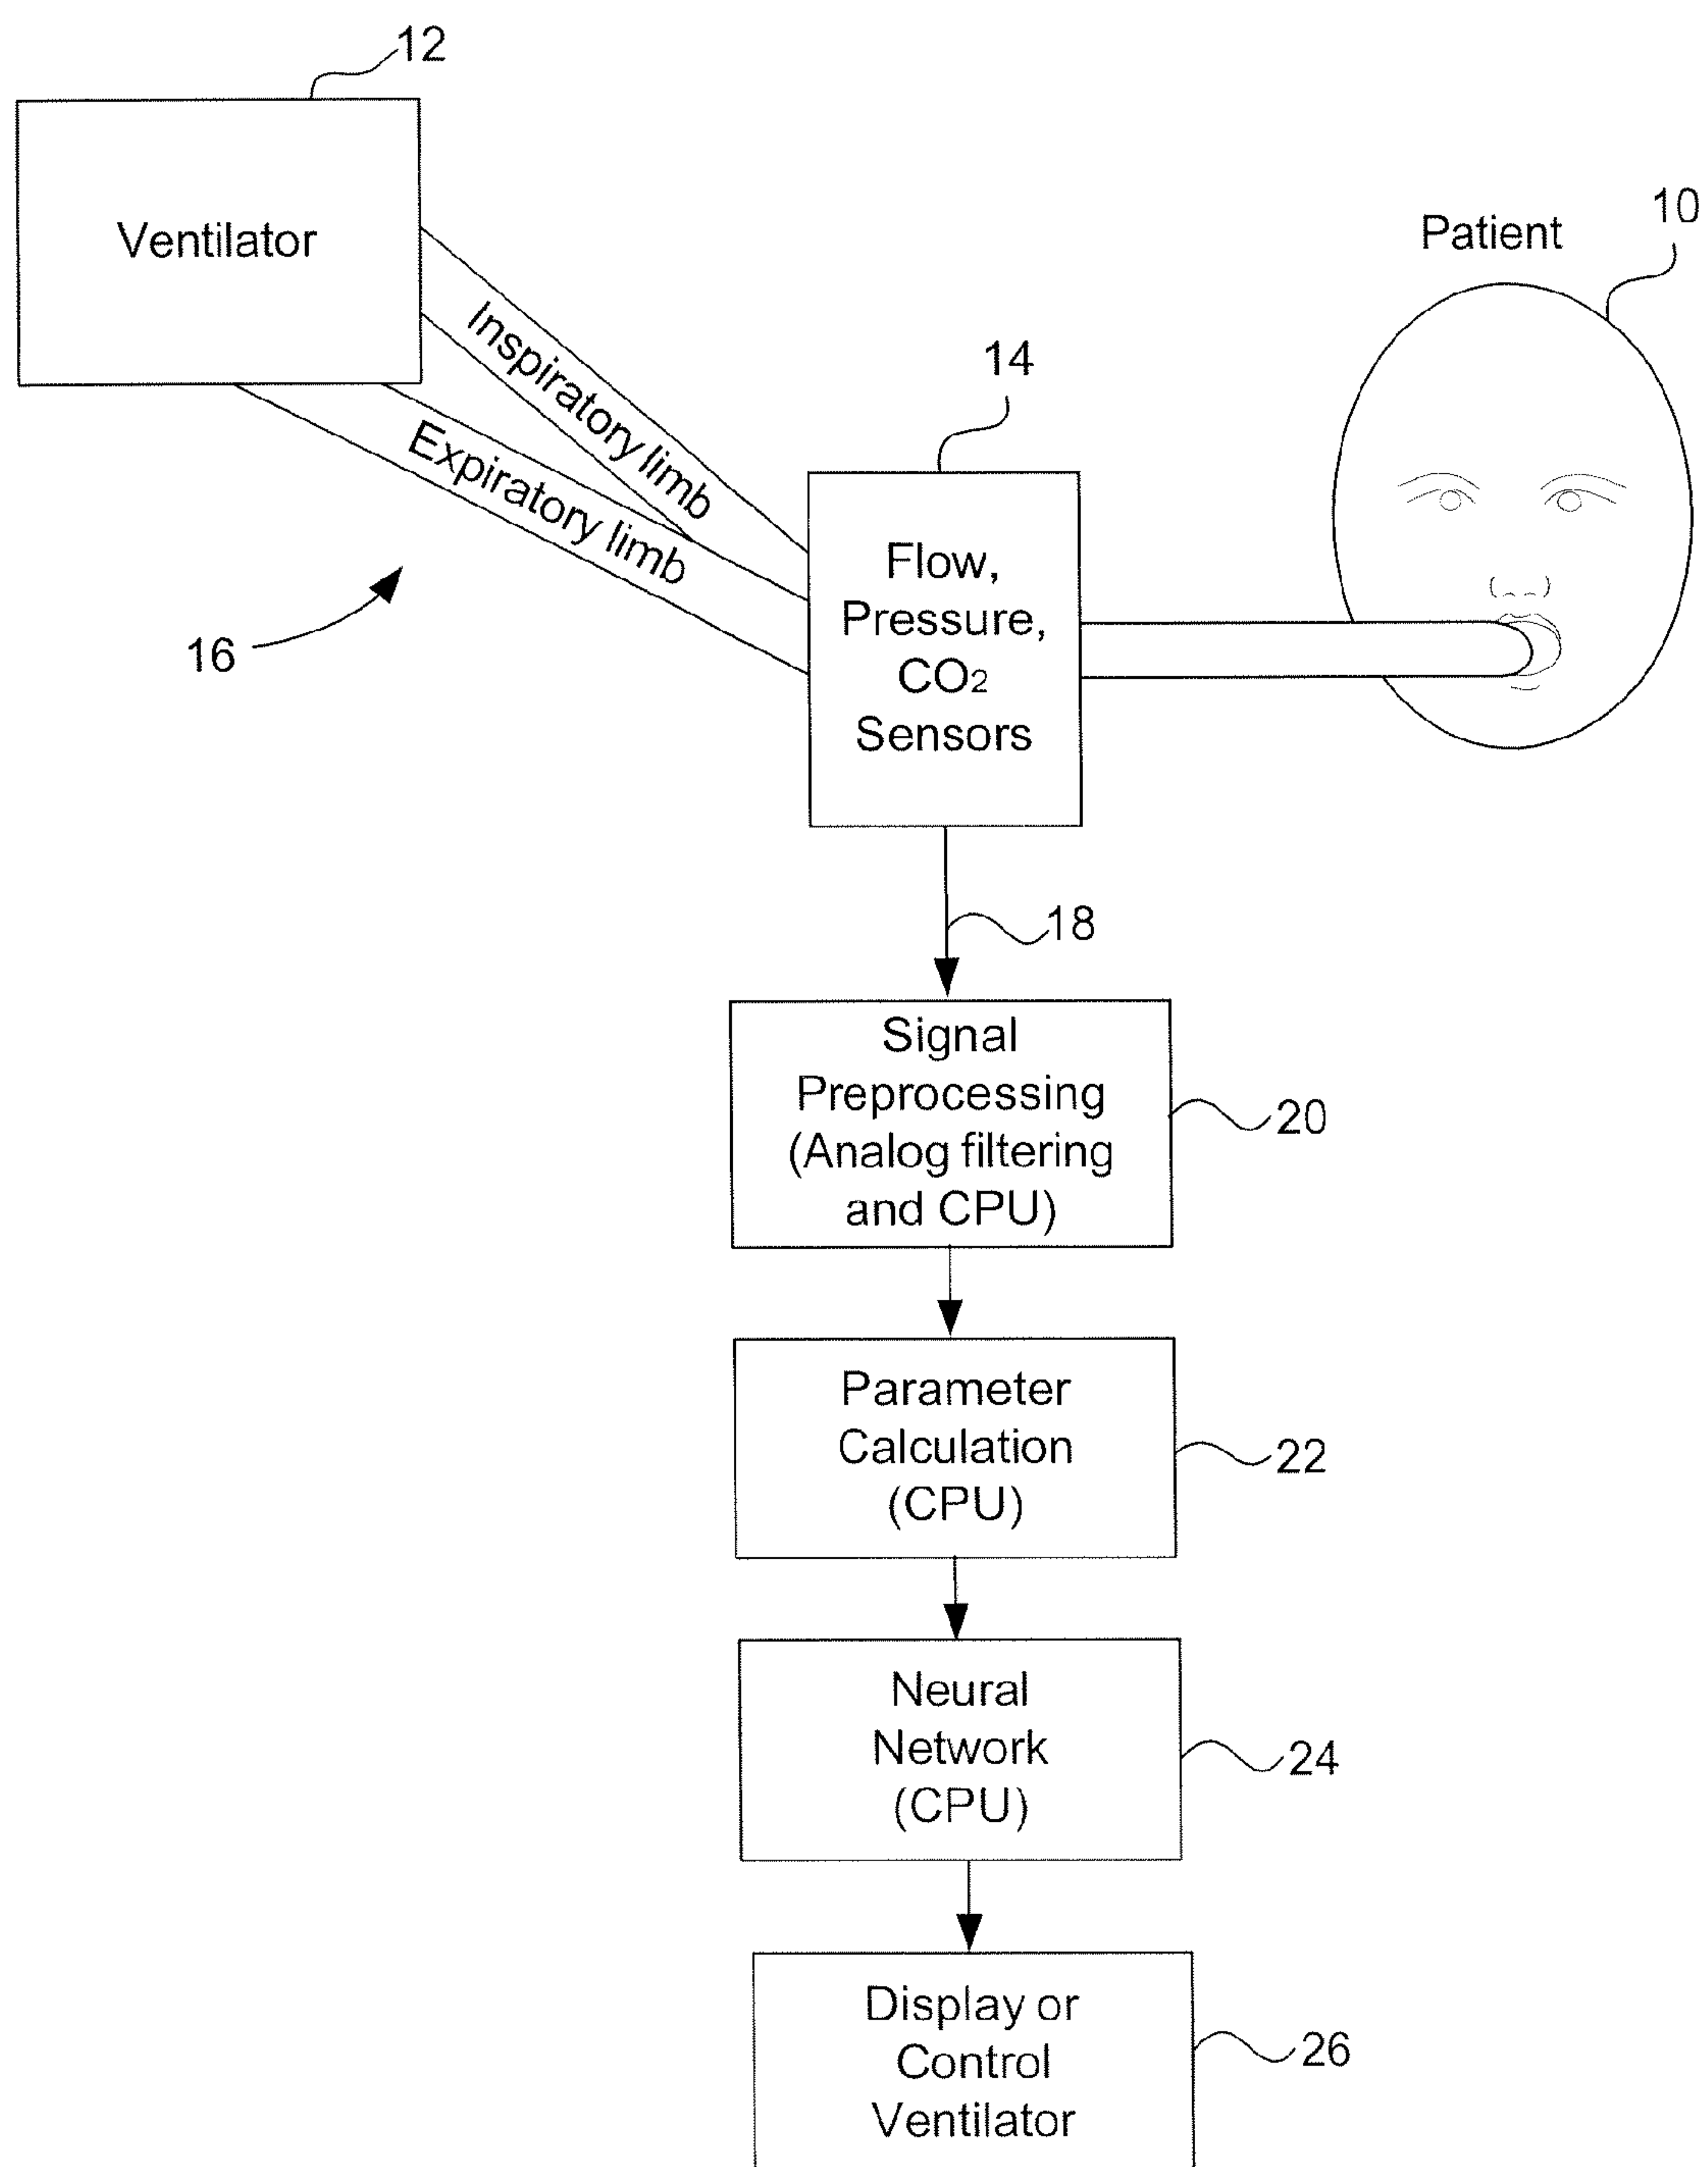 12
Ventilator
Inspiratory limb
Expiratory limb
16
Patient
10
14
Flow,
Pressure,
CO2
Sensors
18
Signal
Preprocessing
(Analog filtering
and CPU)
20
Parameter
Calculation
(CPU)
22
Neural
Network
(CPU)
24
Display or
Control
Ventilator
26